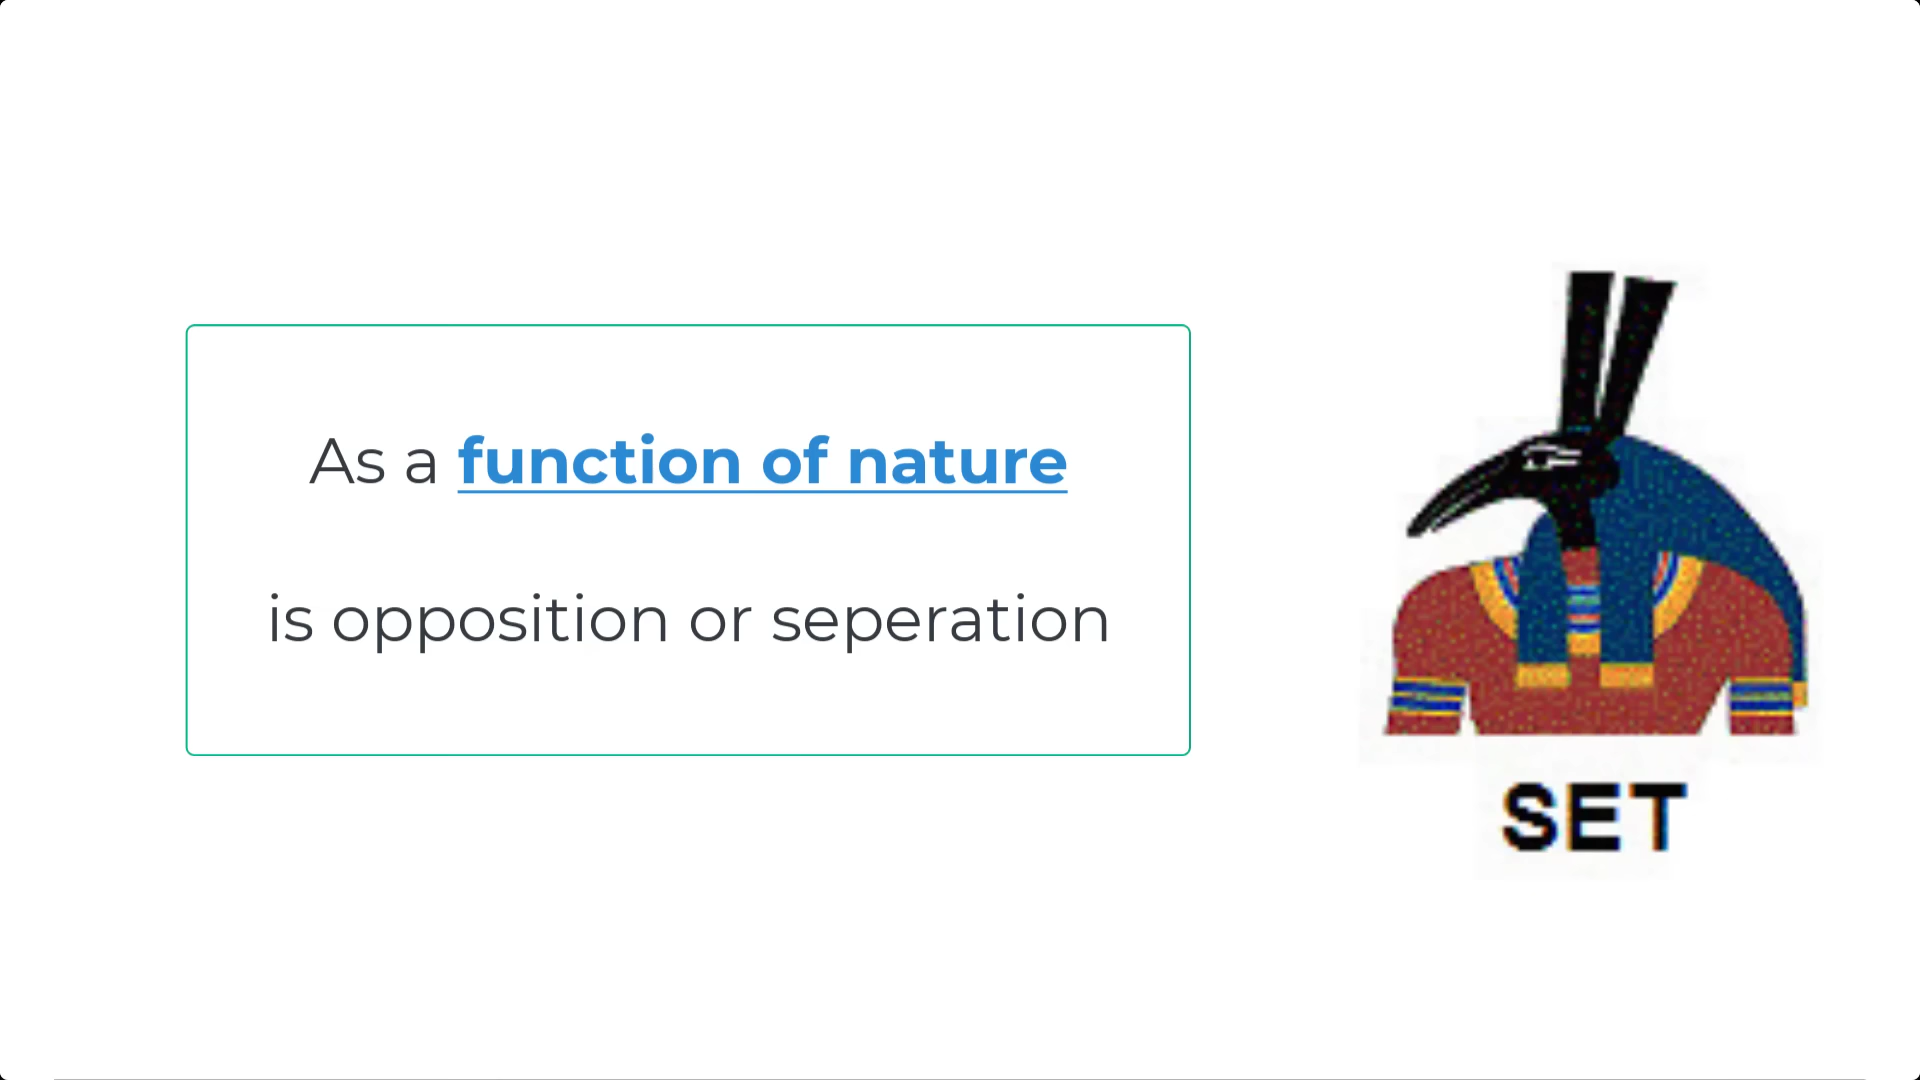 As a function of nature
is opposition or seperation
SET